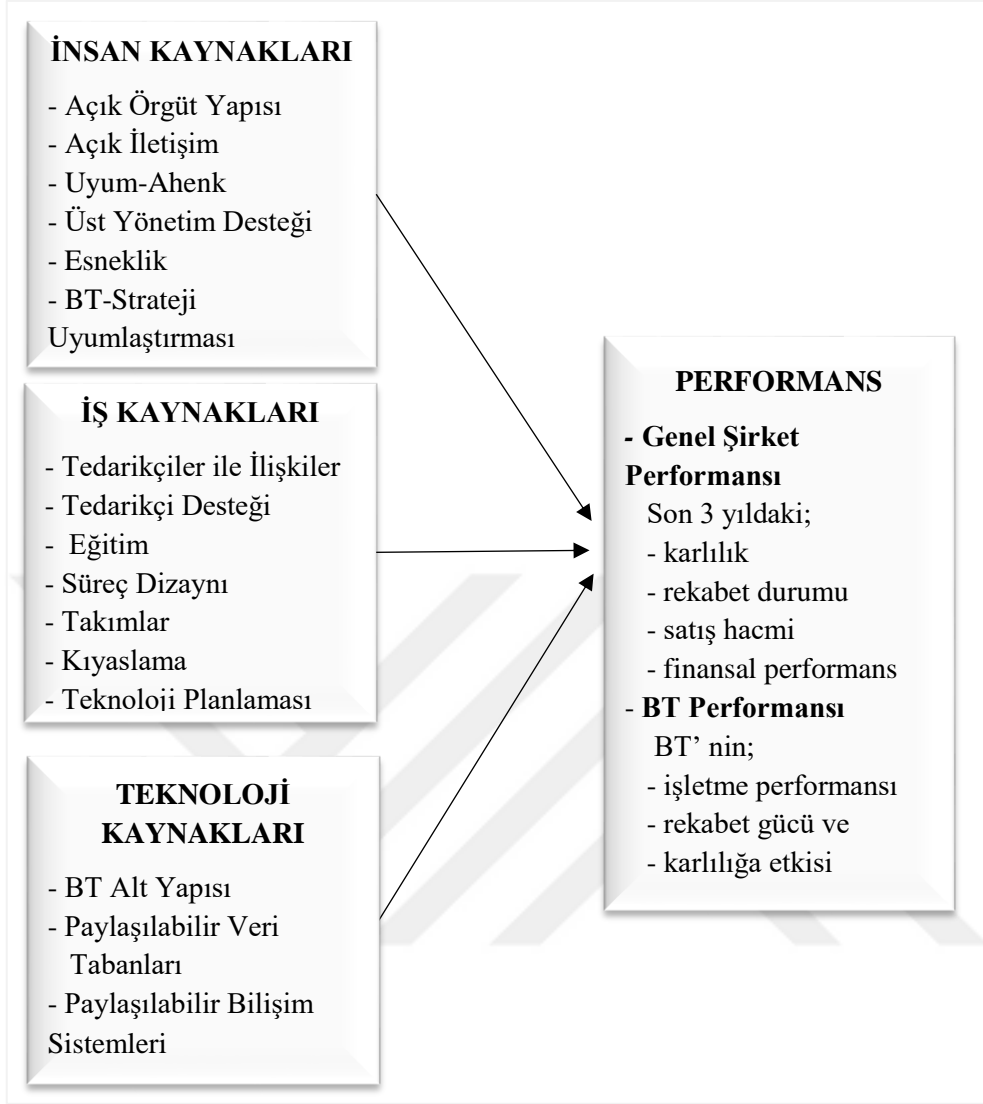 İNSAN KAYNAKLARI
- Açık Örgüt Yapısı
- Açık İletişim
- Uyum-Ahenk
- Üst Yönetim Desteği
- Esneklik
- BT-Strateji
Uyumlaştırması
İŞ KAYNAKLARI
- Tedarikçiler ile İlişkiler
- Tedarikçi Desteği
- Eğitim
- Süreç Dizaynı
- Takımlar
- Kıyaslama
- Teknoloji Planlaması
TEKNOLOJİ
KAYNAKLARI
- BT Alt Yapısı
- Paylaşılabilir Veri
Tabanları
- Paylaşılabilir Bilişim
Sistemleri
PERFORMANS
- Genel Şirket
Performansı
Son 3 yıldaki;
- karlılık
- rekabet durumu
- satış hacmi
- finansal performans
- BT Performansı
BT’ nin;
- işletme performansı
- rekabet gücü ve
- karlılığa etkisi